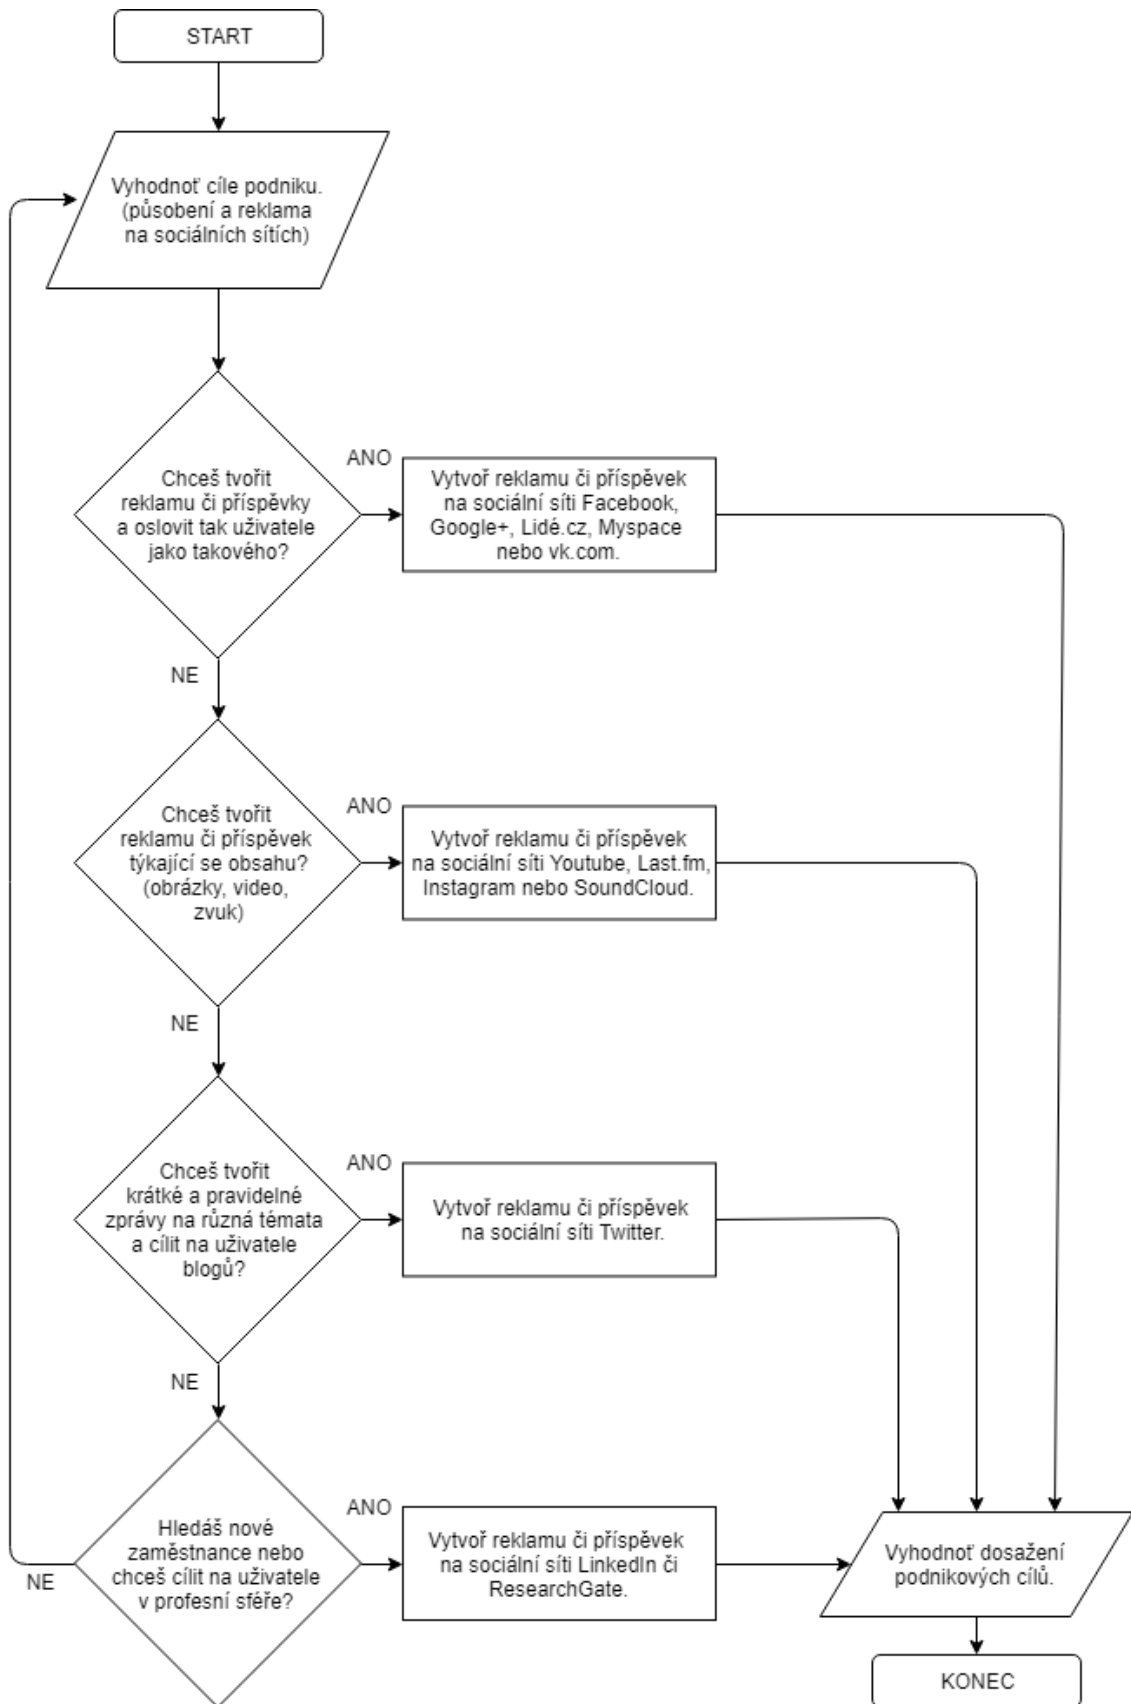 START
Vyhodnoť cíle podniku.
(působení a reklama
na sociálních sítích)
Chceš tvořit
reklamu či příspěvky
a oslovit tak uživatele
jako takového?
ANO
Vytvoř reklamu či příspěvek
na sociální síti Facebook,
Google+, Lidé.cz, Myspace
nebo vk.com.
NE
Chceš tvořit
reklamu či příspěvek
týkající se obsahu?
(obrázky, video,
zvuk)
ANO
Vytvoř reklamu či příspěvek
na sociální síti Youtube, Last.fm,
Instagram nebo SoundCloud.
NE
Chceš tvořit
krátké a pravidelné
zprávy na různá témata
a cílit na uživatele
blogů?
ANO
Vytvoř reklamu či příspěvek
na sociální síti Twitter.
NE
Hledáš nové
zaměstnance nebo
chceš cílit na uživatele
v profesní sféře?
NE
ANO
Vytvoř reklamu či příspěvek
na sociální síti LinkedIn či
ResearchGate.
Vyhodnoť dosažení
podnikových cílů.
KONEC